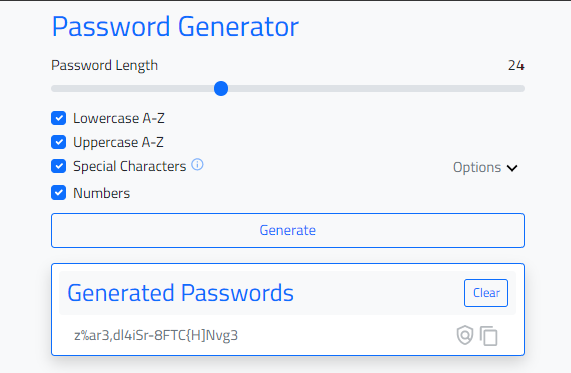 Password Generator
Password Length 24
Lowercase A-Z
Uppercase A-Z
Special Characters Options
Numbers
Generate
Generated Passwords Clear
z%ar3,dl4iSr-8FTC{H]Nvg3